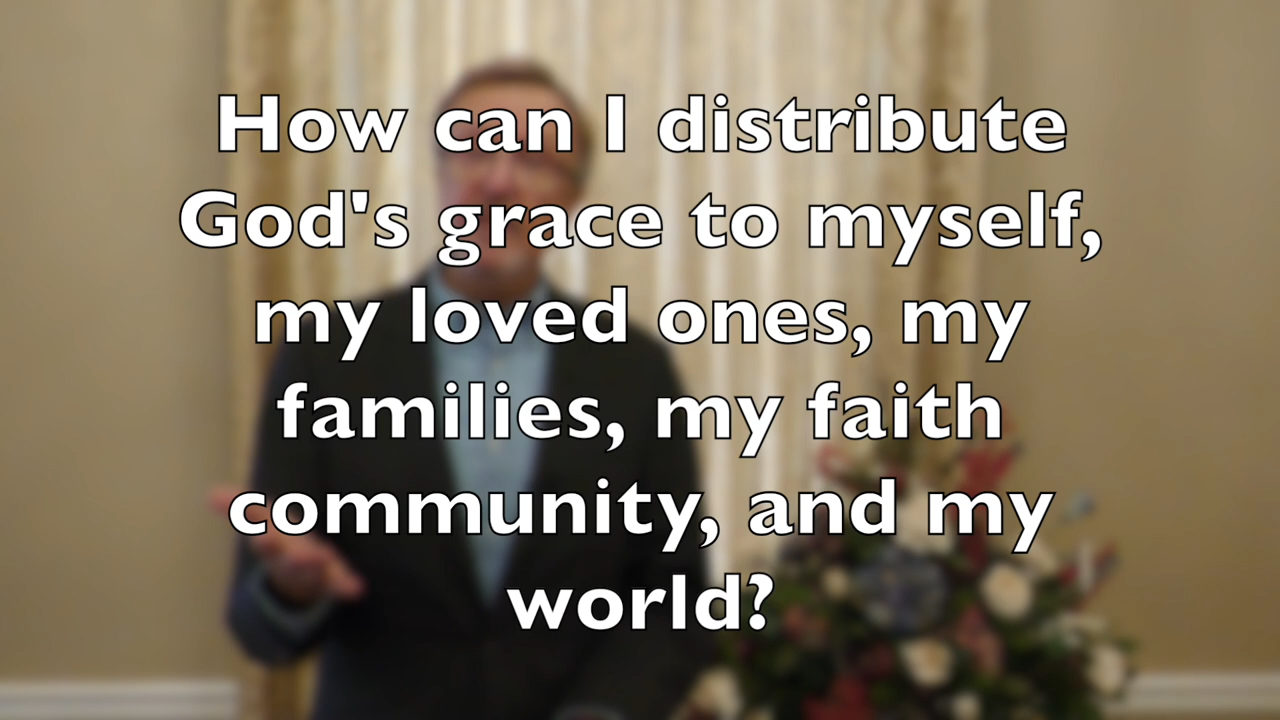 How can I distribute
God's grace to myself,
my loved ones, my
families, my faith
community, and my
world?